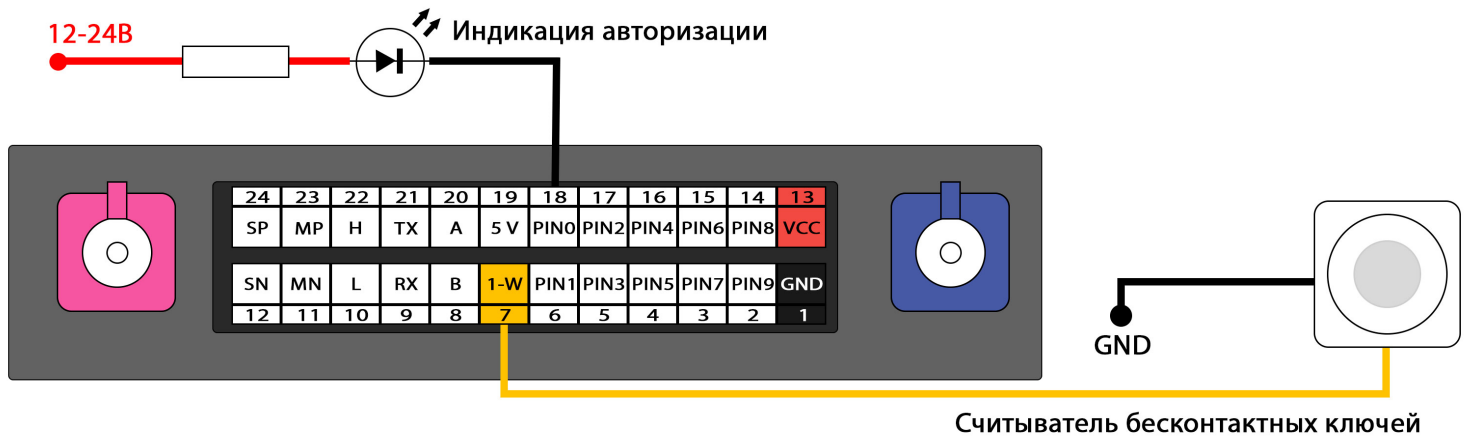 12-24В
Индикация авторизации
24 23 22 21 20 19 18 17 16 15 14 13
SP MP H TX A 5 V PIN0 PIN2 PIN4 PIN6 PIN8 VCC
SN MN L RX B 1-W PIN1 PIN3 PIN5 PIN7 PIN9 GND
12 11 10 9 8 7 6 5 4 3 2 1
GND
Считыватель бесконтактных ключей